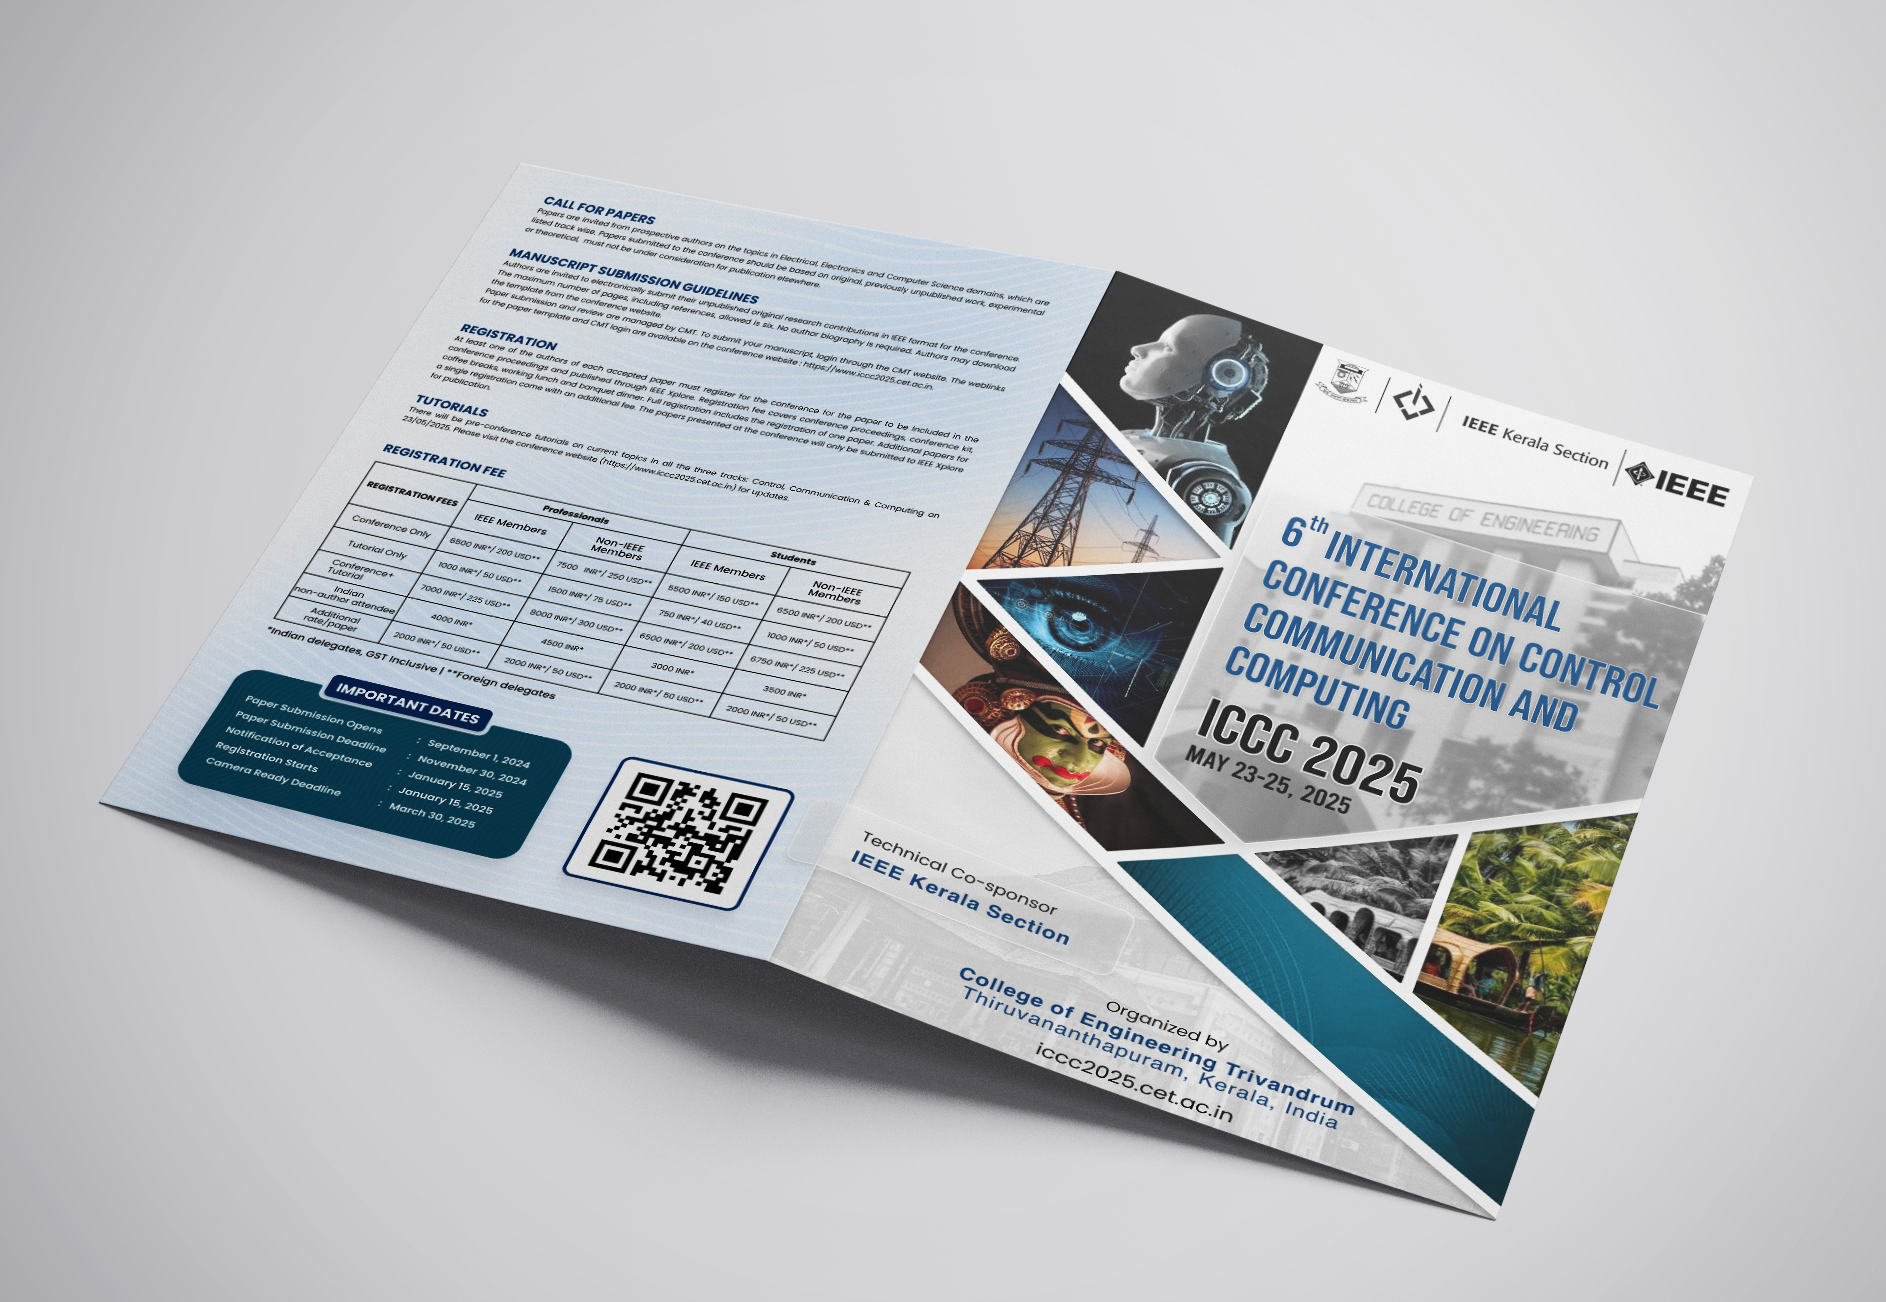 CALL FOR PAPERS
Papers are invited from prospective authors on the topics in Electrical, Electronics and Computer Science domains, which are
listed track wise. Papers submitted to the conference should be based on original, previously unpublished work, experimental
or theoretical, must not be under consideration for publication elsewhere.
MANUSCRIPT SUBMISSION GUIDELINES
Authors are invited to electronically submit their unpublished original research contributions in IEEE format for the conference.
The maximum number of pages, including references, allowed is six. No author biography is required. Authors may download
the template from the conference website.
Paper submission and review are managed by CMT. To submit your manuscript, login through the CMT website. The weblinks
for the paper template and CMT login are available on the conference website : https://www.iccc2025.cet.ac.in.
REGISTRATION
At least one of the authors of each accepted paper must register for the conference for the paper to be included in the
conference proceedings and published through IEEE Xplore. Registration fee covers conference proceedings, conference kit,
coffee breaks, working lunch and banquet dinner. Full registration includes the registration of one paper. Additional papers for
a single registration come with an additional fee. The papers presented at the conference will only be submitted to IEEE Xplore
for publication.
TUTORIALS
There will be pre-conference tutorials on current topics in all the three tracks: Control, Communication & Computing on
23/05/2025. Please visit the conference website (https://www.iccc2025.cet.ac.in) for updates.
REGISTRATION FEE
REGISTRATION FEES Professionals Students
IEEE Members Non-IEEE Members IEEE Members Non-IEEE Members
Conference Only 6500 INR*/ 200 USD** 7500 INR*/ 250 USD** 5500 INR*/ 150 USD** 6500 INR*/ 200 USD**
Tutorial Only 1000 INR*/ 50 USD** 1500 INR*/ 75 USD** 750 INR*/ 40 USD** 1000 INR*/ 50 USD**
Conference+ Tutorial 7000 INR*/ 225 USD** 8000 INR*/ 300 USD** 6500 INR*/ 200 USD** 6750 INR*/ 225 USD**
Indian non-author attendee 4000 INR* 4500 INR* 3000 INR* 3500 INR*
Additional rate/paper 2000 INR*/ 50 USD** 2000 INR*/ 50 USD** 2000 INR*/ 50 USD** 2000 INR*/ 50 USD**
*Indian delegates, GST inclusive | **Foreign delegates
IMPORTANT DATES
Paper Submission Opens : September 1, 2024
Paper Submission Deadline : November 30, 2024
Notification of Acceptance : January 15, 2025
Registration Starts : January 15, 2025
Camera Ready Deadline : March 30, 2025
IEEE Kerala Section
IEEE
COLLEGE OF ENGINEERING
6th INTERNATIONAL
CONFERENCE ON CONTROL
COMMUNICATION AND
COMPUTING
ICCC 2025
MAY 23-25, 2025
Technical Co-sponsor
IEEE Kerala Section
Organized by
College of Engineering Trivandrum
Thiruvananthapuram, Kerala, India
iccc2025.cet.ac.in